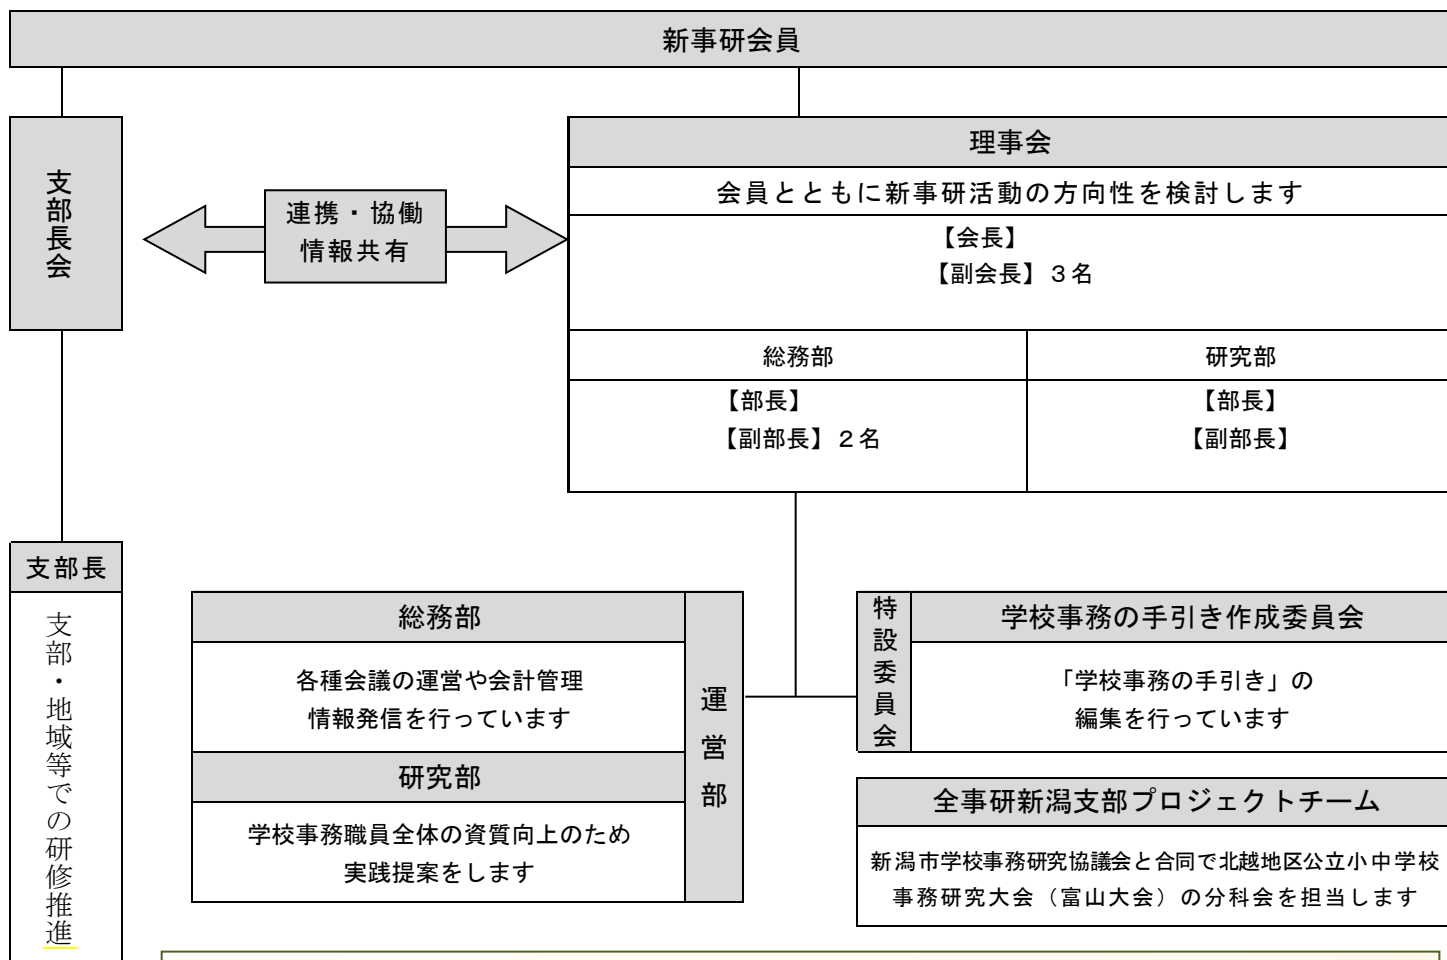 新事研会員
支部長会
連携・協働
情報共有
理事会
会員とともに新事研活動の方向性を検討します
【会長】
【副会長】３名
総務部
研究部
【部長】
【副部長】２名
【部長】
【副部長】
支部長
支部・地域等での研修推進
総務部
各種会議の運営や会計管理
情報発信を行っています
研究部
学校事務職員全体の資質向上のため
実践提案をします
運営部
特設委員会
学校事務の手引き作成委員会
「学校事務の手引き」の
編集を行っています
全事研新潟支部プロジェクトチーム
新潟市学校事務研究協議会と合同で北越地区公立小中学校
事務研究大会（富山大会）の分科会を担当します